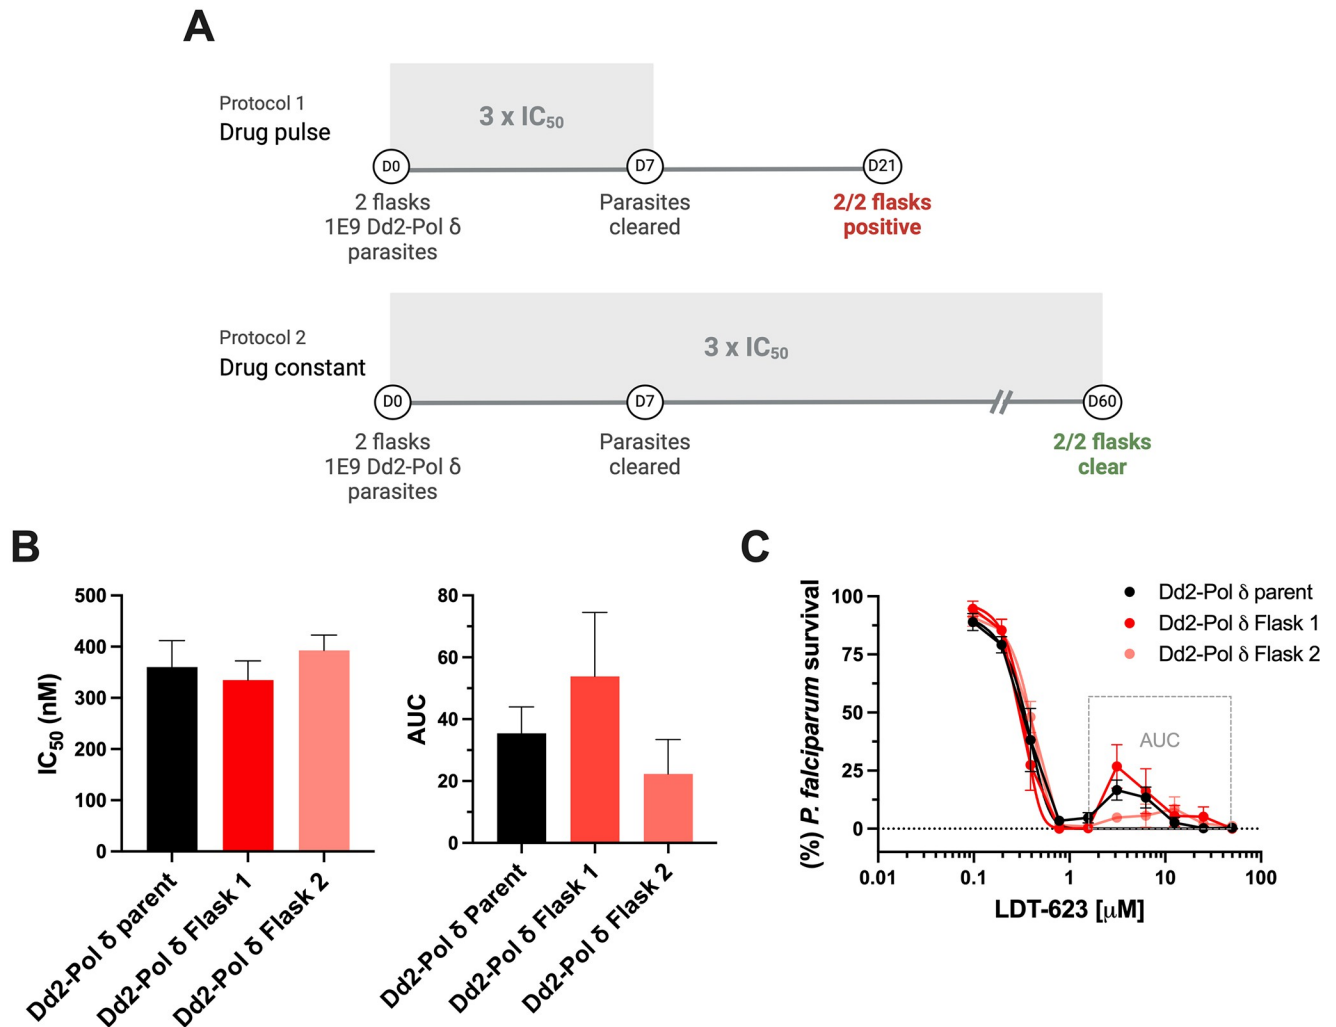 A
Protocol 1
Drug pulse
3 x IC50
D0
D7
D21
2 flasks
1E9 Dd2-Pol δ
parasites
Parasites
cleared
2/2 flasks
positive
Protocol 2
Drug constant
3 x IC50
D0
D7
D60
2 flasks
1E9 Dd2-Pol δ
parasites
Parasites
cleared
2/2 flasks
clear
B
IC50 (nM)
500
400
300
200
100
0
Dd2-Pol δ parent
Dd2-Pol δ Flask 1
Dd2-Pol δ Flask 2
AUC
80
60
40
20
0
Dd2-Pol δ Parent
Dd2-Pol δ Flask 1
Dd2-Pol δ Flask 2
C
(%) P. falciparum survival
100
75
50
25
0
Dd2-Pol δ parent
Dd2-Pol δ Flask 1
Dd2-Pol δ Flask 2
AUC
0.01
0.1
1
10
100
LDT-623 [μM]